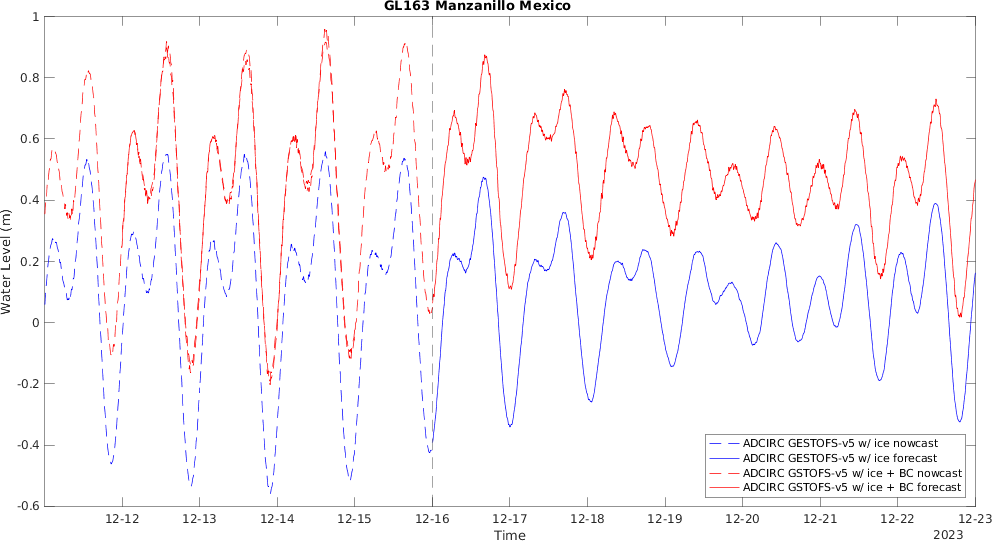 GL163 Manzanillo Mexico
Water Level (m)
1
0.8
0.6
0.4
0.2
0
-0.2
-0.4
-0.6
ADCIRC GESTOFS-v5 w/ ice nowcast
ADCIRC GESTOFS-v5 w/ ice forecast
ADCIRC GSTOFS-v5 w/ ice + BC nowcast
ADCIRC GSTOFS-v5 w/ ice + BC forecast
12-12 12-13 12-14 12-15 12-16 12-17 12-18 12-19 12-20 12-21 12-22 12-23
Time
2023